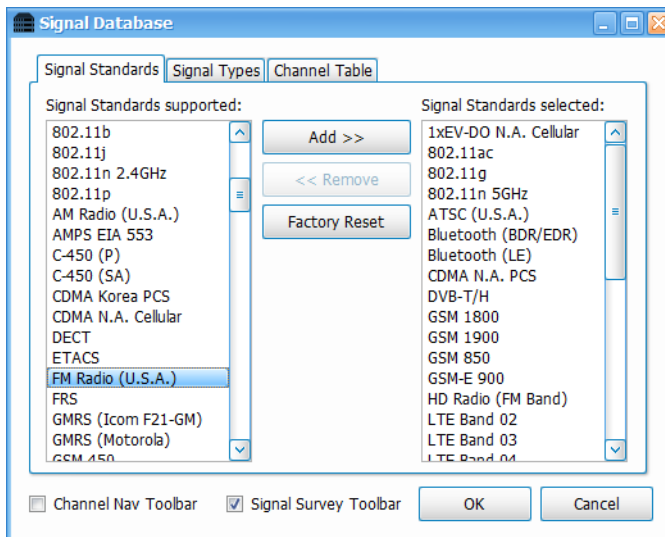 Signal Database
Signal Standards Signal Types Channel Table
Signal Standards supported:
802.11b
802.11j
802.11n 2.4GHz
802.11p
AM Radio (U.S.A.)
AMPS EIA 553
C-450 (P)
C-450 (SA)
CDMA Korea PCS
CDMA N.A. Cellular
DECT
ETACS
FM Radio (U.S.A.)
FRS
GMRS (Icom F21-GM)
GMRS (Motorola)
GSM 450
Add >>
<< Remove
Factory Reset
Signal Standards selected:
1xEV-DO N.A. Cellular
802.11ac
802.11g
802.11n 5GHz
ATSC (U.S.A.)
Bluetooth (BDR/EDR)
Bluetooth (LE)
CDMA N.A. PCS
DVB-T/H
GSM 1800
GSM 1900
GSM 850
GSM-E 900
HD Radio (FM Band)
LTE Band 02
LTE Band 03
LTE Band 04
Channel Nav Toolbar Signal Survey Toolbar OK Cancel